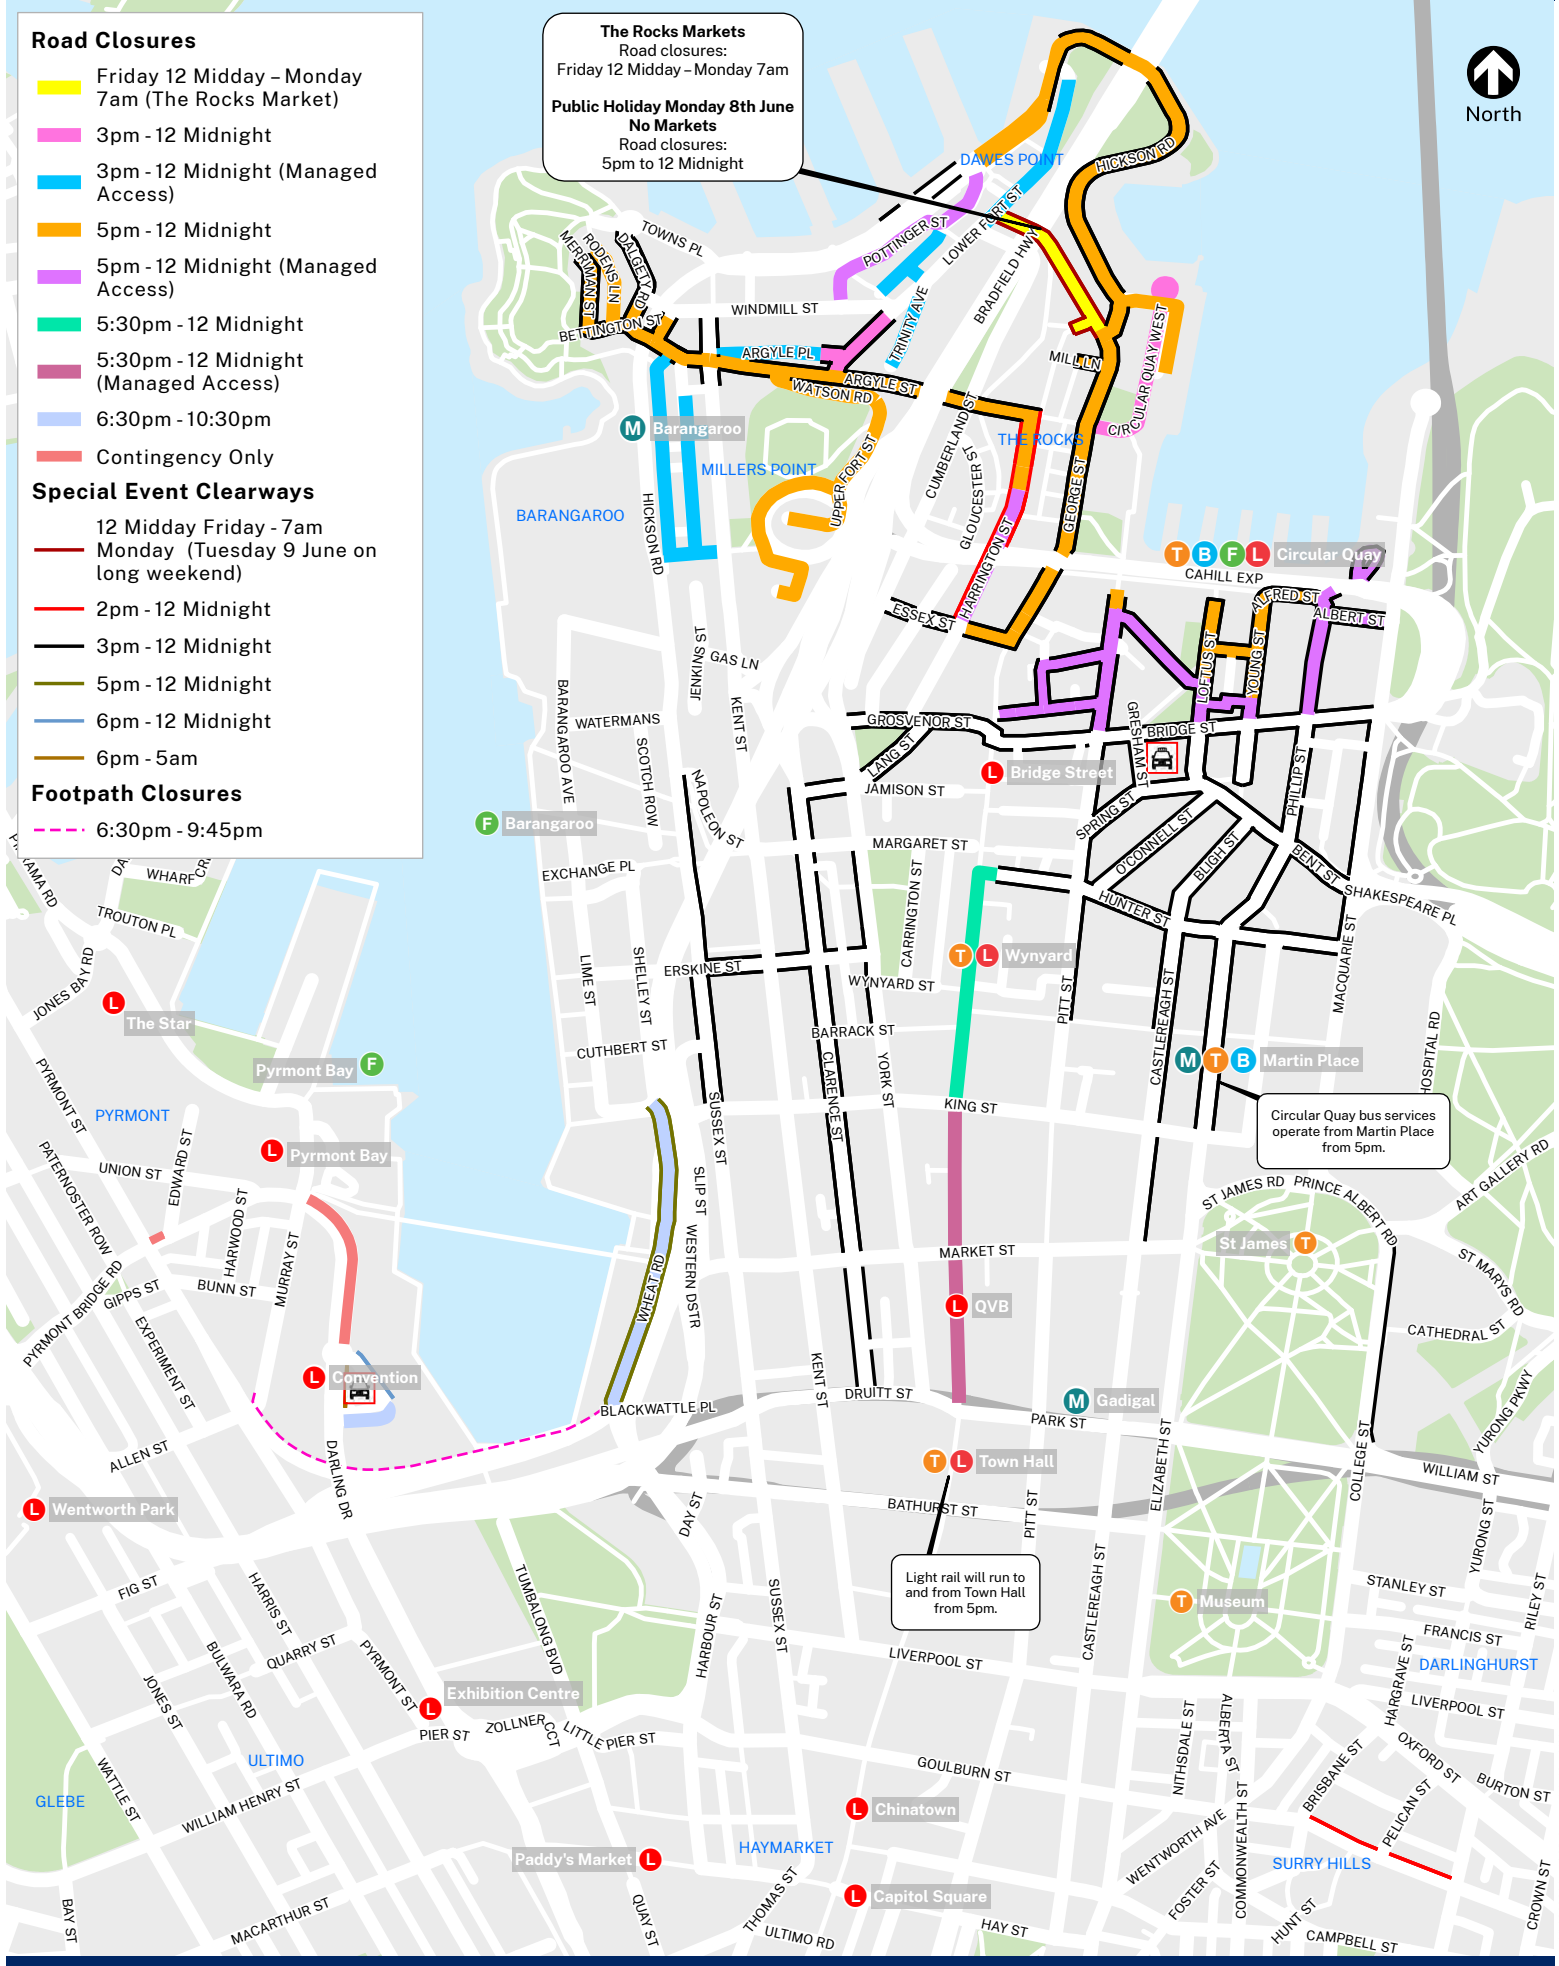 Road Closures
Friday 12 Midday – Monday
7am (The Rocks Market)
3pm - 12 Midnight
3pm - 12 Midnight (Managed
Access)
5pm - 12 Midnight
5pm - 12 Midnight (Managed
Access)
5:30pm - 12 Midnight
5:30pm - 12 Midnight
(Managed Access)
6:30pm - 10:30pm
Contingency Only
Special Event Clearways
12 Midday Friday - 7am
Monday (Tuesday 9 June on
long weekend)
2pm - 12 Midnight
3pm - 12 Midnight
5pm - 12 Midnight
6pm - 12 Midnight
6pm - 5am
Footpath Closures
6:30pm - 9:45pm
The Rocks Markets
Road closures:
Friday 12 Midday – Monday 7am
Public Holiday Monday 8th June
No Markets
Road closures:
5pm to 12 Midnight
North
DAWES POINT
HICKSON RD
TOWNS PL
POTTINGER ST
LOWER FORT ST
BRADFIELD HWY
MERRIMAN ST
RODENS LN
DALGETY RD
BETTINGTON ST
WINDMILL ST
TRINITY AVE
ARGYLE PL
ARGYLE ST
WATSON RD
MILL LN
CIRCULAR QUAY WEST
M Barangaroo
MILLERS POINT
THE ROCKS
BARANGAROO
UPPER FORT ST
CUMBERLAND ST
GLOUCESTER ST
GEORGE ST
HICKSON RD
HARRINGTON ST
ESSEX ST
T B F L Circular Quay
CAHILL EXP
ALFRED ST
ALBERT ST
LOFTUS ST
YOUNG ST
JENKINS ST
GAS LN
KENT ST
BARANGAROO AVE
WATERMANS
SCOTCH ROW
NAPOLEON ST
GROSVENOR ST
LANG ST
GRESHAM ST
BRIDGE ST
PHILLIP ST
L Bridge Street
JAMISON ST
SPRING ST
O'CONNELL ST
BLIGH ST
BENT ST
SHAKESPEARE PL
F Barangaroo
MARGARET ST
EXCHANGE PL
CARRINGTON ST
HUNTER ST
MACQUARIE ST
WHARF
TROUTON PL
JONES BAY RD
L
The Star
LIME ST
SHELLEY ST
ERSKINE ST
T L Wynyard
WYNYARD ST
PITT ST
CASTLEREAGH ST
HOSPITAL RD
BARRACK ST
CLARENCE ST
YORK ST
CUTHBERT ST
M T B Martin Place
Circular Quay bus services
operate from Martin Place
from 5pm.
Pyrmont Bay F
PYRMONT
PYRMONT ST
KING ST
SUSSEX ST
L Pyrmont Bay
UNION ST
EDWARD ST
PATERNOSTER ROW
HARWOOD ST
MURRAY ST
SLIP ST
WESTERN DSTR
WHEAT RD
MARKET ST
ST JAMES RD
PRINCE ALBERT RD
ART GALLERY RD
St James T
ST MARYS RD
CATHEDRAL ST
PYRMONT BRIDGE RD
GIPPS ST
BUNN ST
EXPERIMENT ST
L QVB
L Convention
KENT ST
DRUITT ST
BLACKWATTLE PL
M Gadigal
PARK ST
YURONG PKWY
ELIZABETH ST
COLLEGE ST
WILLIAM ST
ALLEN ST
DARLING DR
T L Town Hall
L Wentworth Park
DAY ST
BATHURST ST
PITT ST
YURONG ST
Light rail will run to
and from Town Hall
from 5pm.
FIG ST
HARRIS ST
TUMBALONG BVD
HARBOUR ST
SUSSEX ST
CASTLEREAGH ST
T Museum
STANLEY ST
RILEY ST
FRANCIS ST
DARLINGHURST
QUARRY ST
BULWARA RD
JONES ST
PYRMONT ST
LIVERPOOL ST
HARGRAVE ST
LIVERPOOL ST
L Exhibition Centre
PIER ST
ZOLLNER CCT
LITTLE PIER ST
NITHSDALE ST
ALBERTA ST
OXFORD ST
BURTON ST
ULTIMO
GLEBE
WATTLE ST
WILLIAM HENRY ST
GOULBURN ST
BRISBANE ST
PELICAN ST
L Chinatown
HAYMARKET
WENTWORTH AVE
COMMONWEALTH ST
SURRY HILLS
Paddy's Market L
L Capitol Square
THOMAS ST
FOSTER ST
HUNT ST
CROWN ST
BAY ST
MACARTHUR ST
QUAY ST
ULTIMO RD
HAY ST
CAMPBELL ST